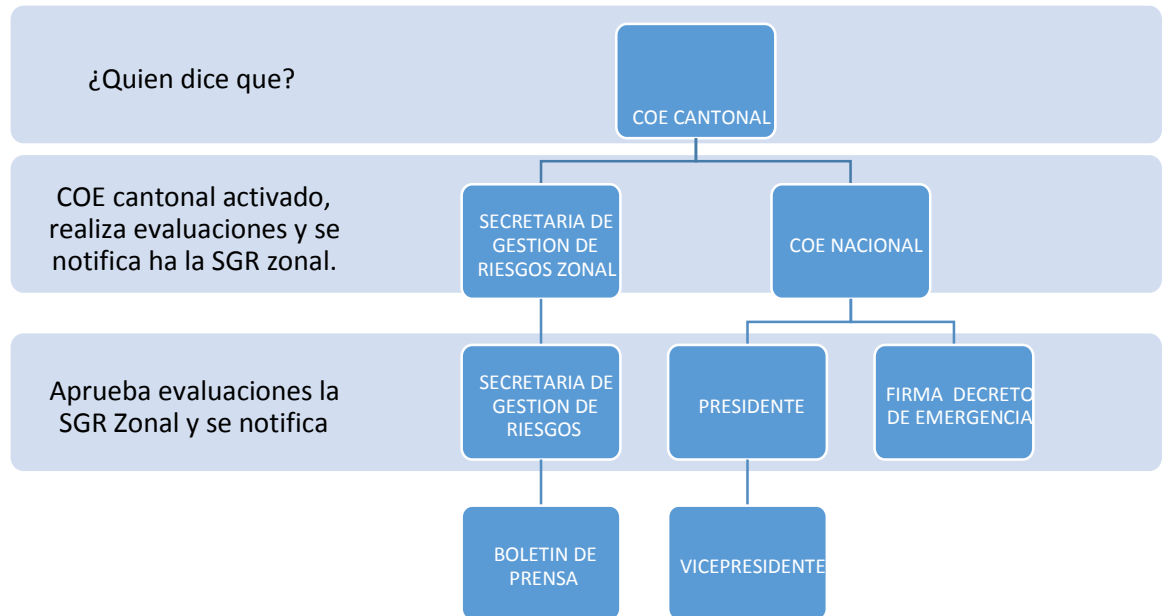 ¿Quien dice que?
COE CANTONAL
COE cantonal activado,
realiza evaluaciones y se
notifica ha la SGR zonal.
SECRETARIA DE
GESTION DE
RIESGOS ZONAL
COE NACIONAL
Aprueba evaluaciones la
SGR Zonal y se notifica
SECRETARIA DE
GESTION DE
RIESGOS
PRESIDENTE
FIRMA DECRETO
DE EMERGENCIA
BOLETIN DE
PRENSA
VICEPRESIDENTE